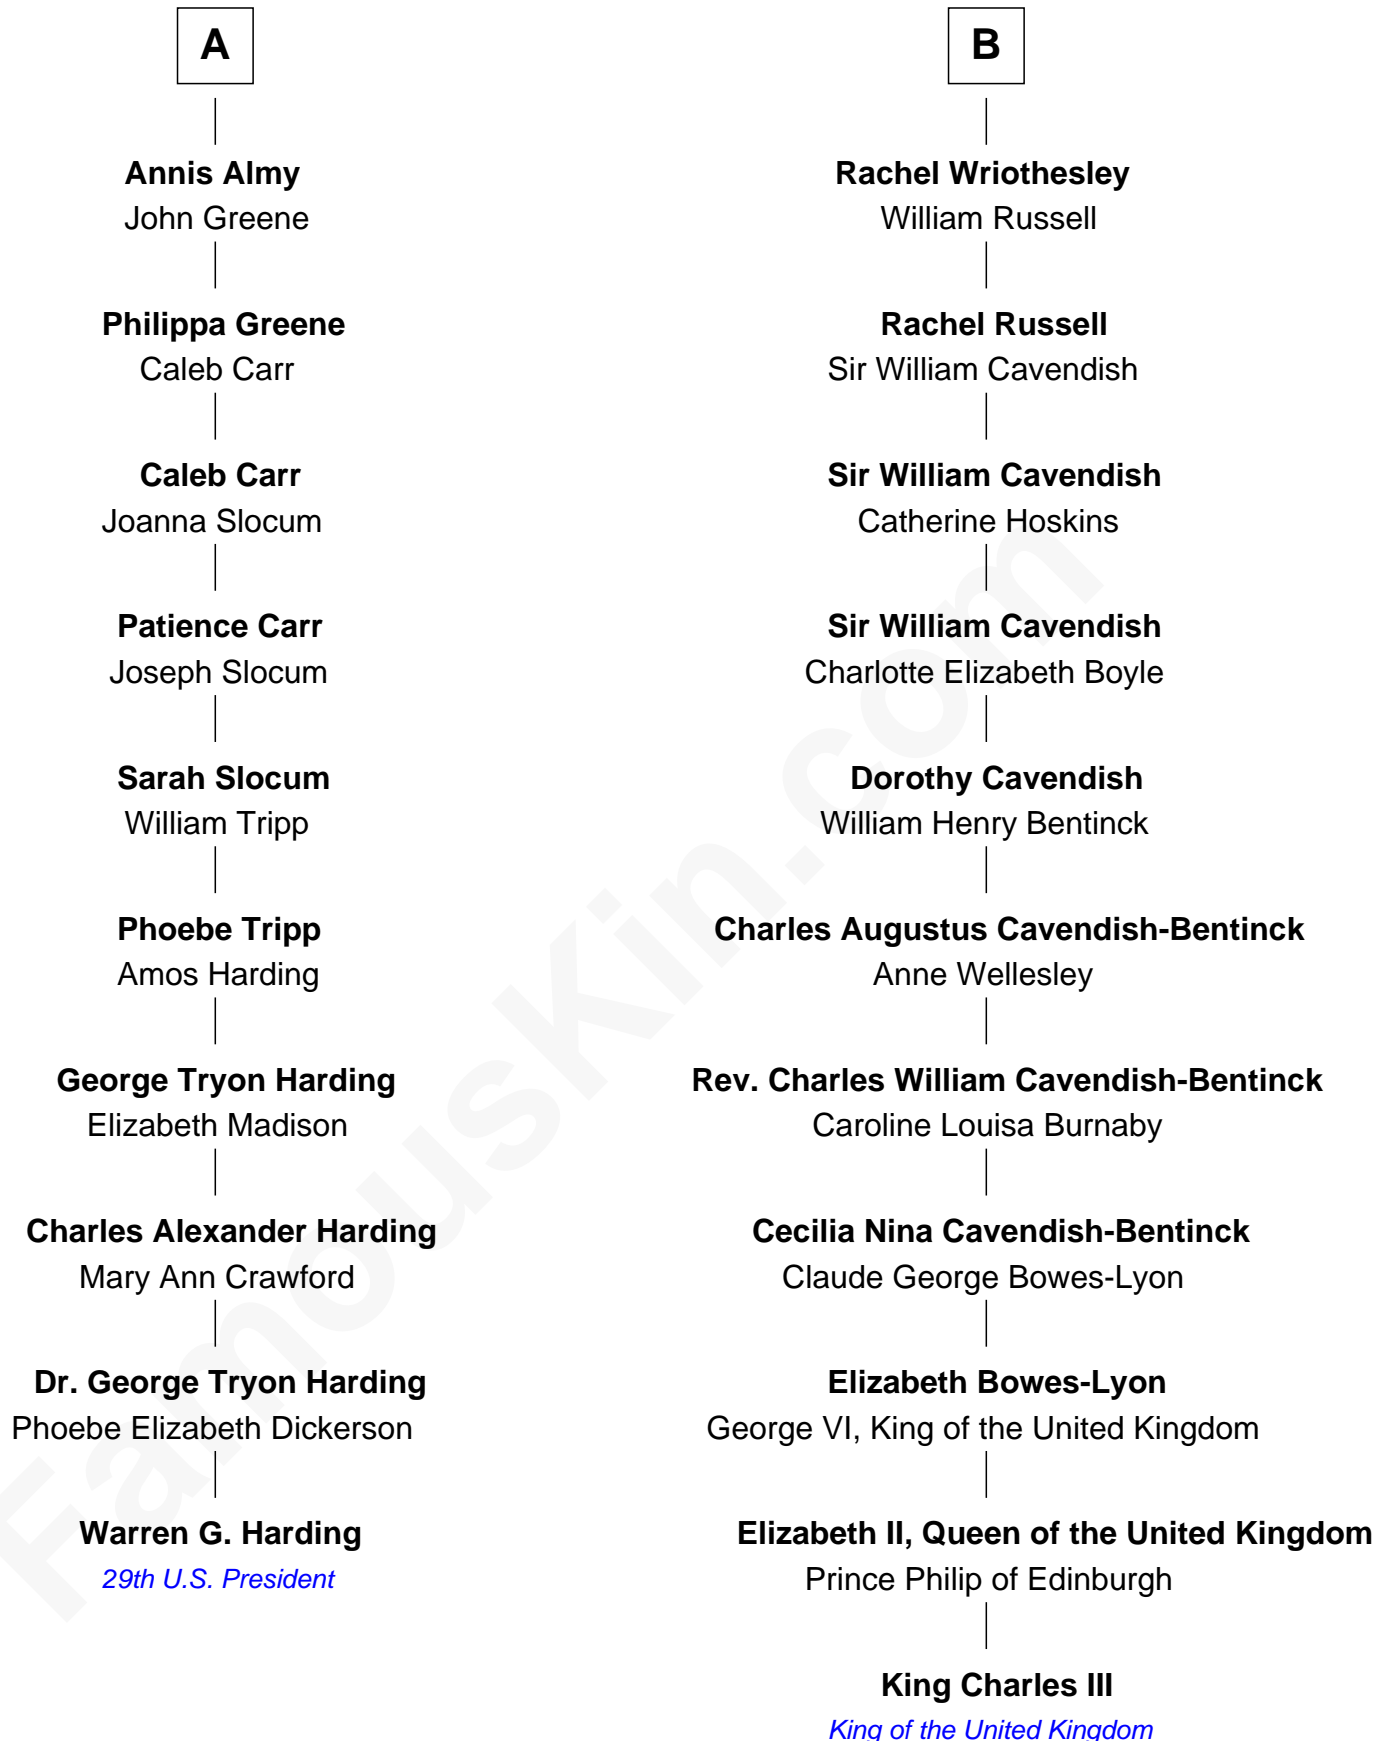 A
Annis Almy
John Greene
Philippa Greene
Caleb Carr
Caleb Carr
Joanna Slocum
Patience Carr
Joseph Slocum
Sarah Slocum
William Tripp
Phoebe Tripp
Amos Harding
George Tryon Harding
Elizabeth Madison
Charles Alexander Harding
Mary Ann Crawford
Dr. George Tryon Harding
Phoebe Elizabeth Dickerson
Warren G. Harding
29th U.S. President
B
Rachel Wriothesley
William Russell
Rachel Russell
Sir William Cavendish
Sir William Cavendish
Catherine Hoskins
Sir William Cavendish
Charlotte Elizabeth Boyle
Dorothy Cavendish
William Henry Bentinck
Charles Augustus Cavendish-Bentinck
Anne Wellesley
Rev. Charles William Cavendish-Bentinck
Caroline Louisa Burnaby
Cecilia Nina Cavendish-Bentinck
Claude George Bowes-Lyon
Elizabeth Bowes-Lyon
George VI, King of the United Kingdom
Elizabeth II, Queen of the United Kingdom
Prince Philip of Edinburgh
King Charles III
King of the United Kingdom
FamousKin.com